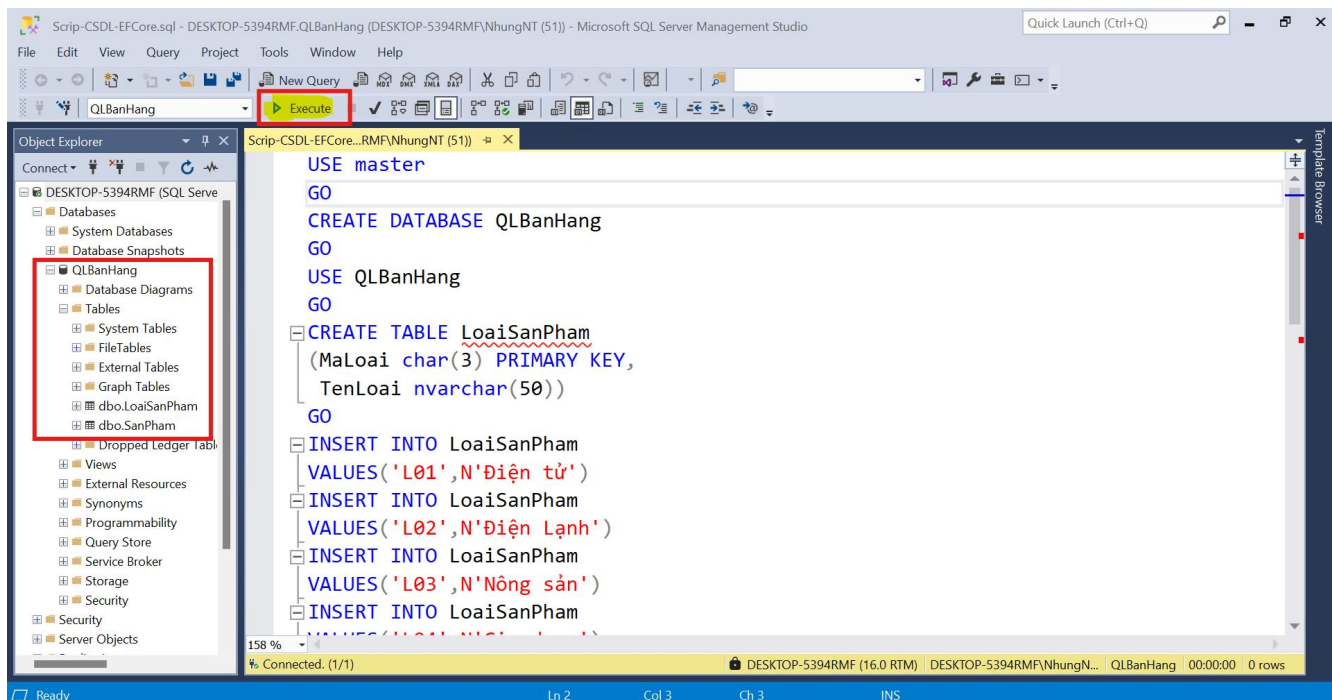 Scrip-CSDL-EFCore.sql - DESKTOP-5394RMF.QLBanHang (DESKTOP-5394RMF\NhungNT (51)) - Microsoft SQL Server Management Studio
Quick Launch (Ctrl+Q)
File Edit View Query Project Tools Window Help
New Query MDX DMX XMLA DAX
QLBanHang Execute
Object Explorer
Connect
DESKTOP-5394RMF (SQL Serve
Databases
System Databases
Database Snapshots
QLBanHang
Database Diagrams
Tables
System Tables
FileTables
External Tables
Graph Tables
dbo.LoaiSanPham
dbo.SanPham
Dropped Ledger Tabl
Views
External Resources
Synonyms
Programmability
Query Store
Service Broker
Storage
Security
Security
Server Objects
Scrip-CSDL-EFCore...RMF\NhungNT (51))
USE master
GO
CREATE DATABASE QLBanHang
GO
USE QLBanHang
GO
CREATE TABLE LoaiSanPham
(MaLoai char(3) PRIMARY KEY,
TenLoai nvarchar(50))
GO
INSERT INTO LoaiSanPham
VALUES('L01',N'Điện tử')
INSERT INTO LoaiSanPham
VALUES('L02',N'Điện Lạnh')
INSERT INTO LoaiSanPham
VALUES('L03',N'Nông sản')
INSERT INTO LoaiSanPham
Template Browser
158 %
Connected. (1/1) DESKTOP-5394RMF (16.0 RTM) DESKTOP-5394RMF\NhungN... QLBanHang 00:00:00 0 rows
Ready Ln 2 Col 3 Ch 3 INS